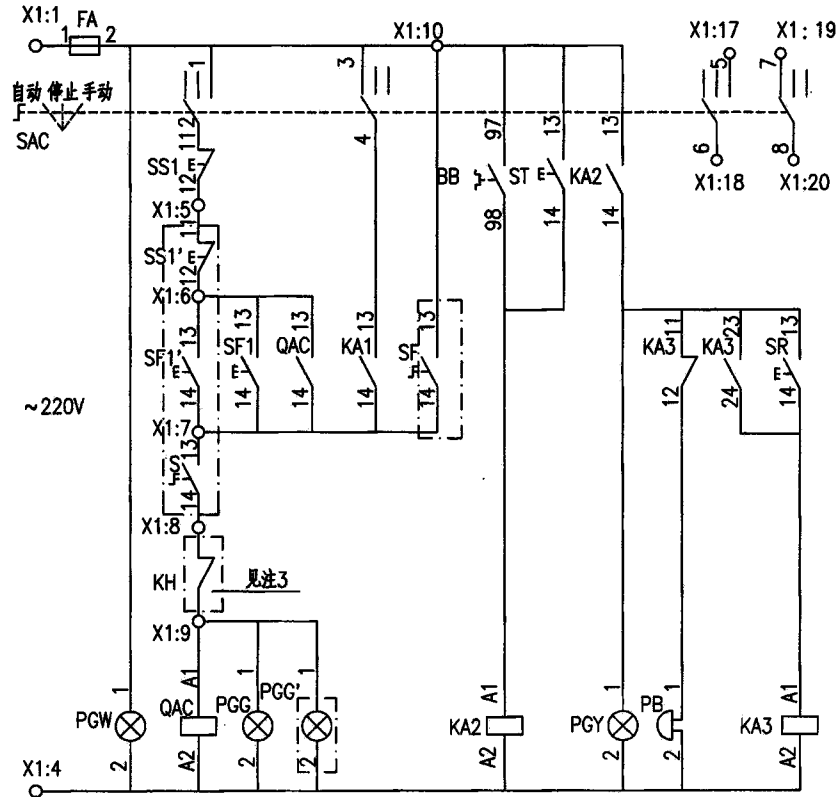 X1:1
FA
1
2
X1:10
X1:17
X1:19
1
3
5
7
自动 停止 手动
SAC
2
4
6
8
X1:18
X1:20
11
SS1
12
97
13
13
BB
ST
KA2
98
14
14
X1:5
11
SS1'
12
X1:6
13
13
13
13
13
11
23
13
SF1'
SF1
QAC
KA1
SF
KA3
KA3
SR
14
14
14
14
14
12
24
14
~220V
X1:7
13
S
14
X1:8
KH
见注3
X1:9
1
A1
1
1
A1
1
1
A1
PGW
QAC
PGG
PGG'
KA2
PGY
PB
KA3
2
A2
2
2
A2
2
2
A2
X1:4